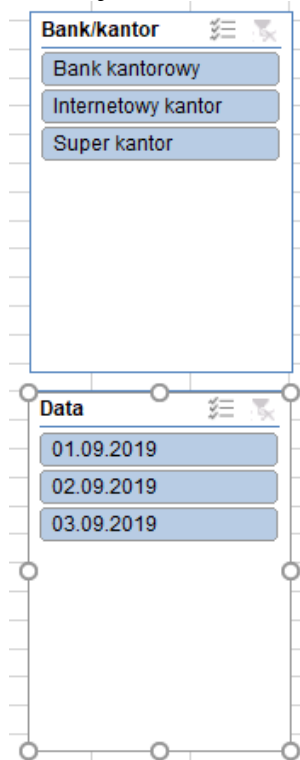 Bank/kantor
Bank kantorowy
Internetowy kantor
Super kantor
Data
01.09.2019
02.09.2019
03.09.2019